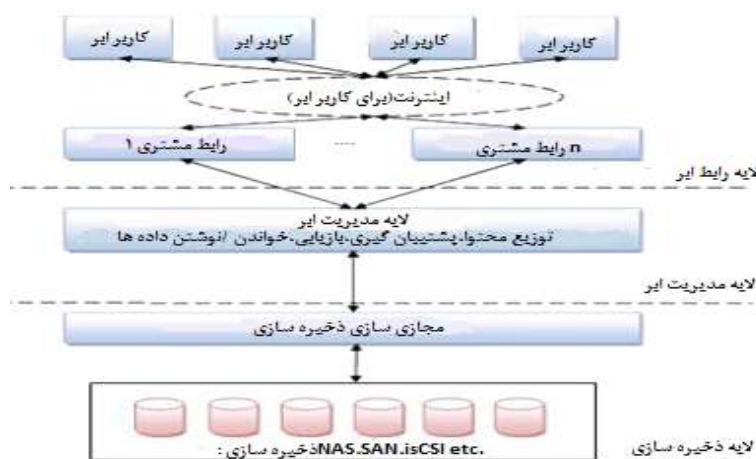 کاربر ابر
کاربر ابر
کاربر ابر
کاربر ابر
اینترنت(برای کاربر ابر)
n رابط مشتری
....
رابط مشتری ۱
لایه رابط ابر
لایه مدیریت ابر
توزیع محتوا،پشتیبان گیری،بازیابی،خواندن /نوشتن داده ها
لایه مدیریت ابر
مجازی سازی ذخیره سازی
ذخیره سازی : NAS.SAN.isCSI etc.
لایه ذخیره سازی